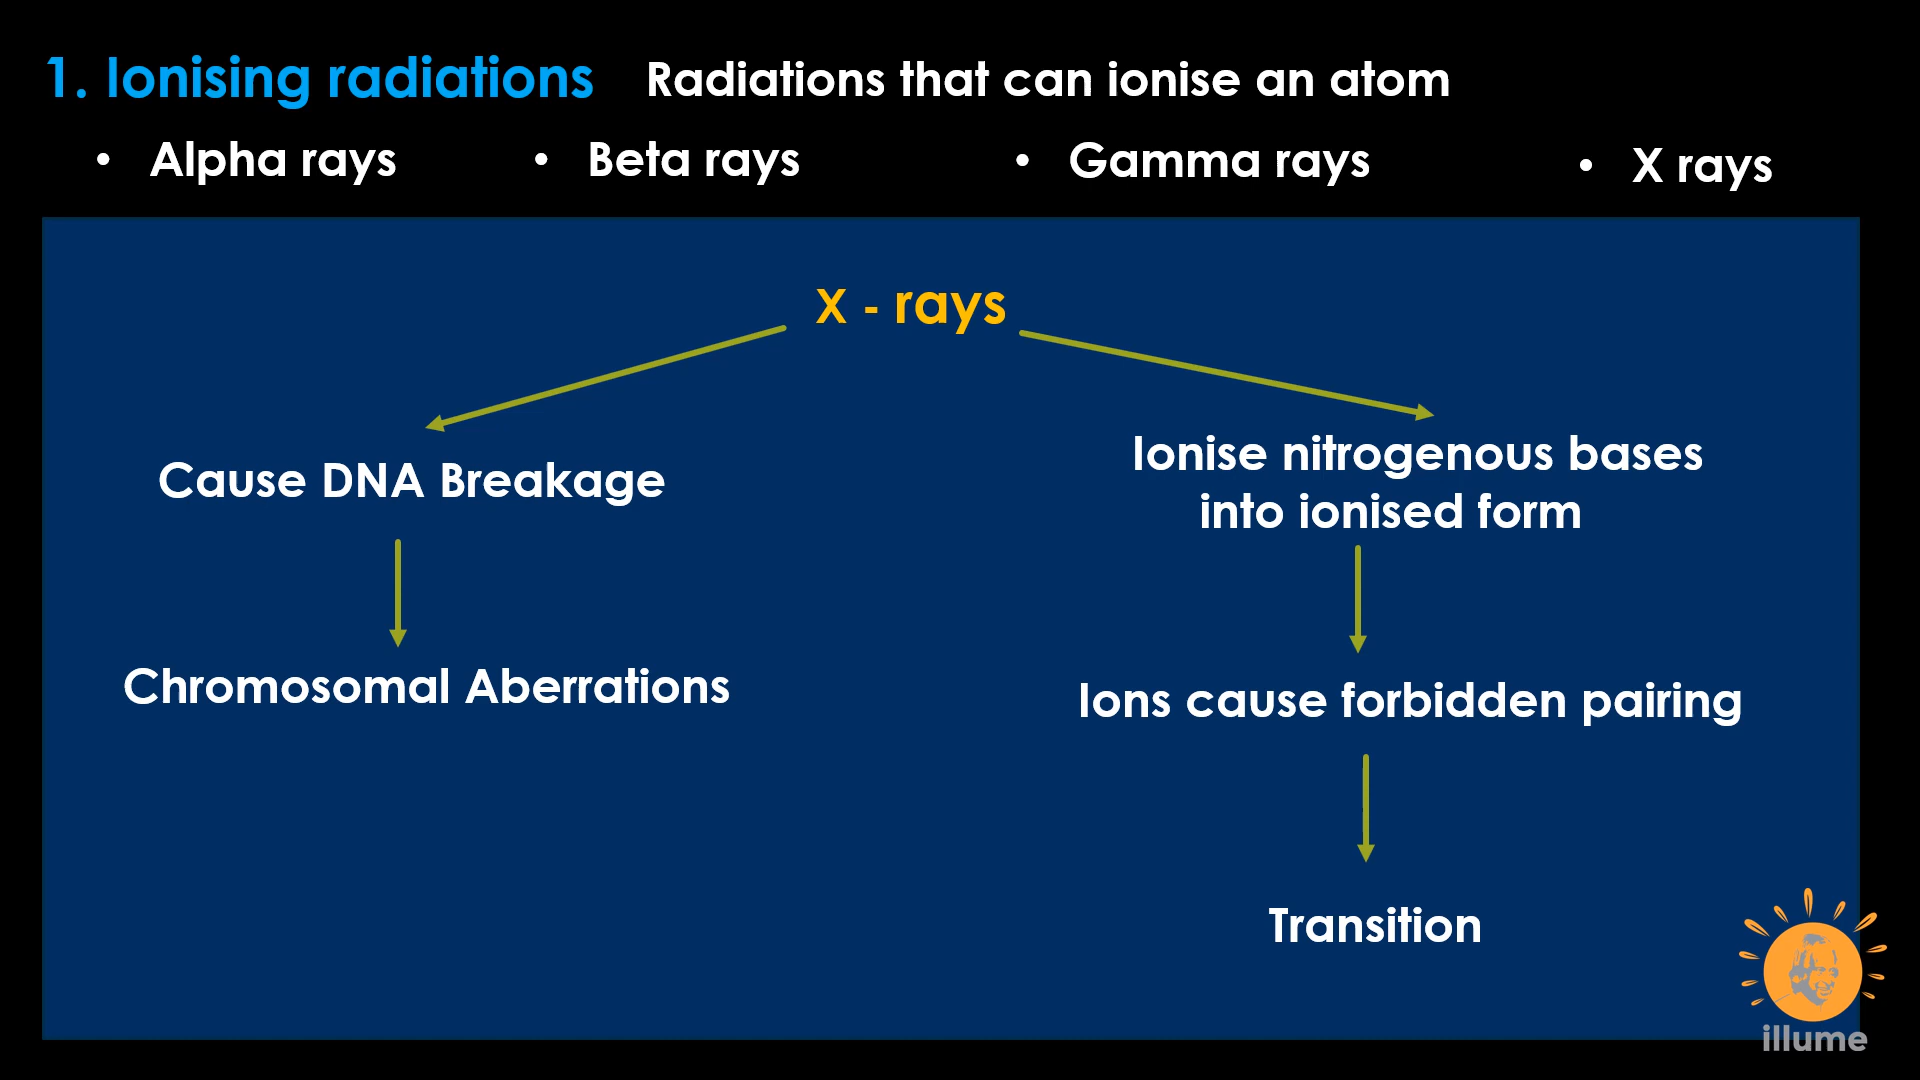 1. Ionising radiations Radiations that can ionise an atom
• Alpha rays • Beta rays • Gamma rays • X rays
X - rays
Cause DNA Breakage
Ionise nitrogenous bases
into ionised form
Chromosomal Aberrations
Ions cause forbidden pairing
Transition
illume